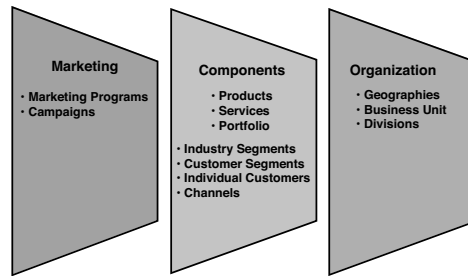 Marketing
· Marketing Programs
· Campaigns
Components
· Products
· Services
· Portfolio
· Industry Segments
· Customer Segments
· Individual Customers
· Channels
Organization
· Geographies
· Business Unit
· Divisions